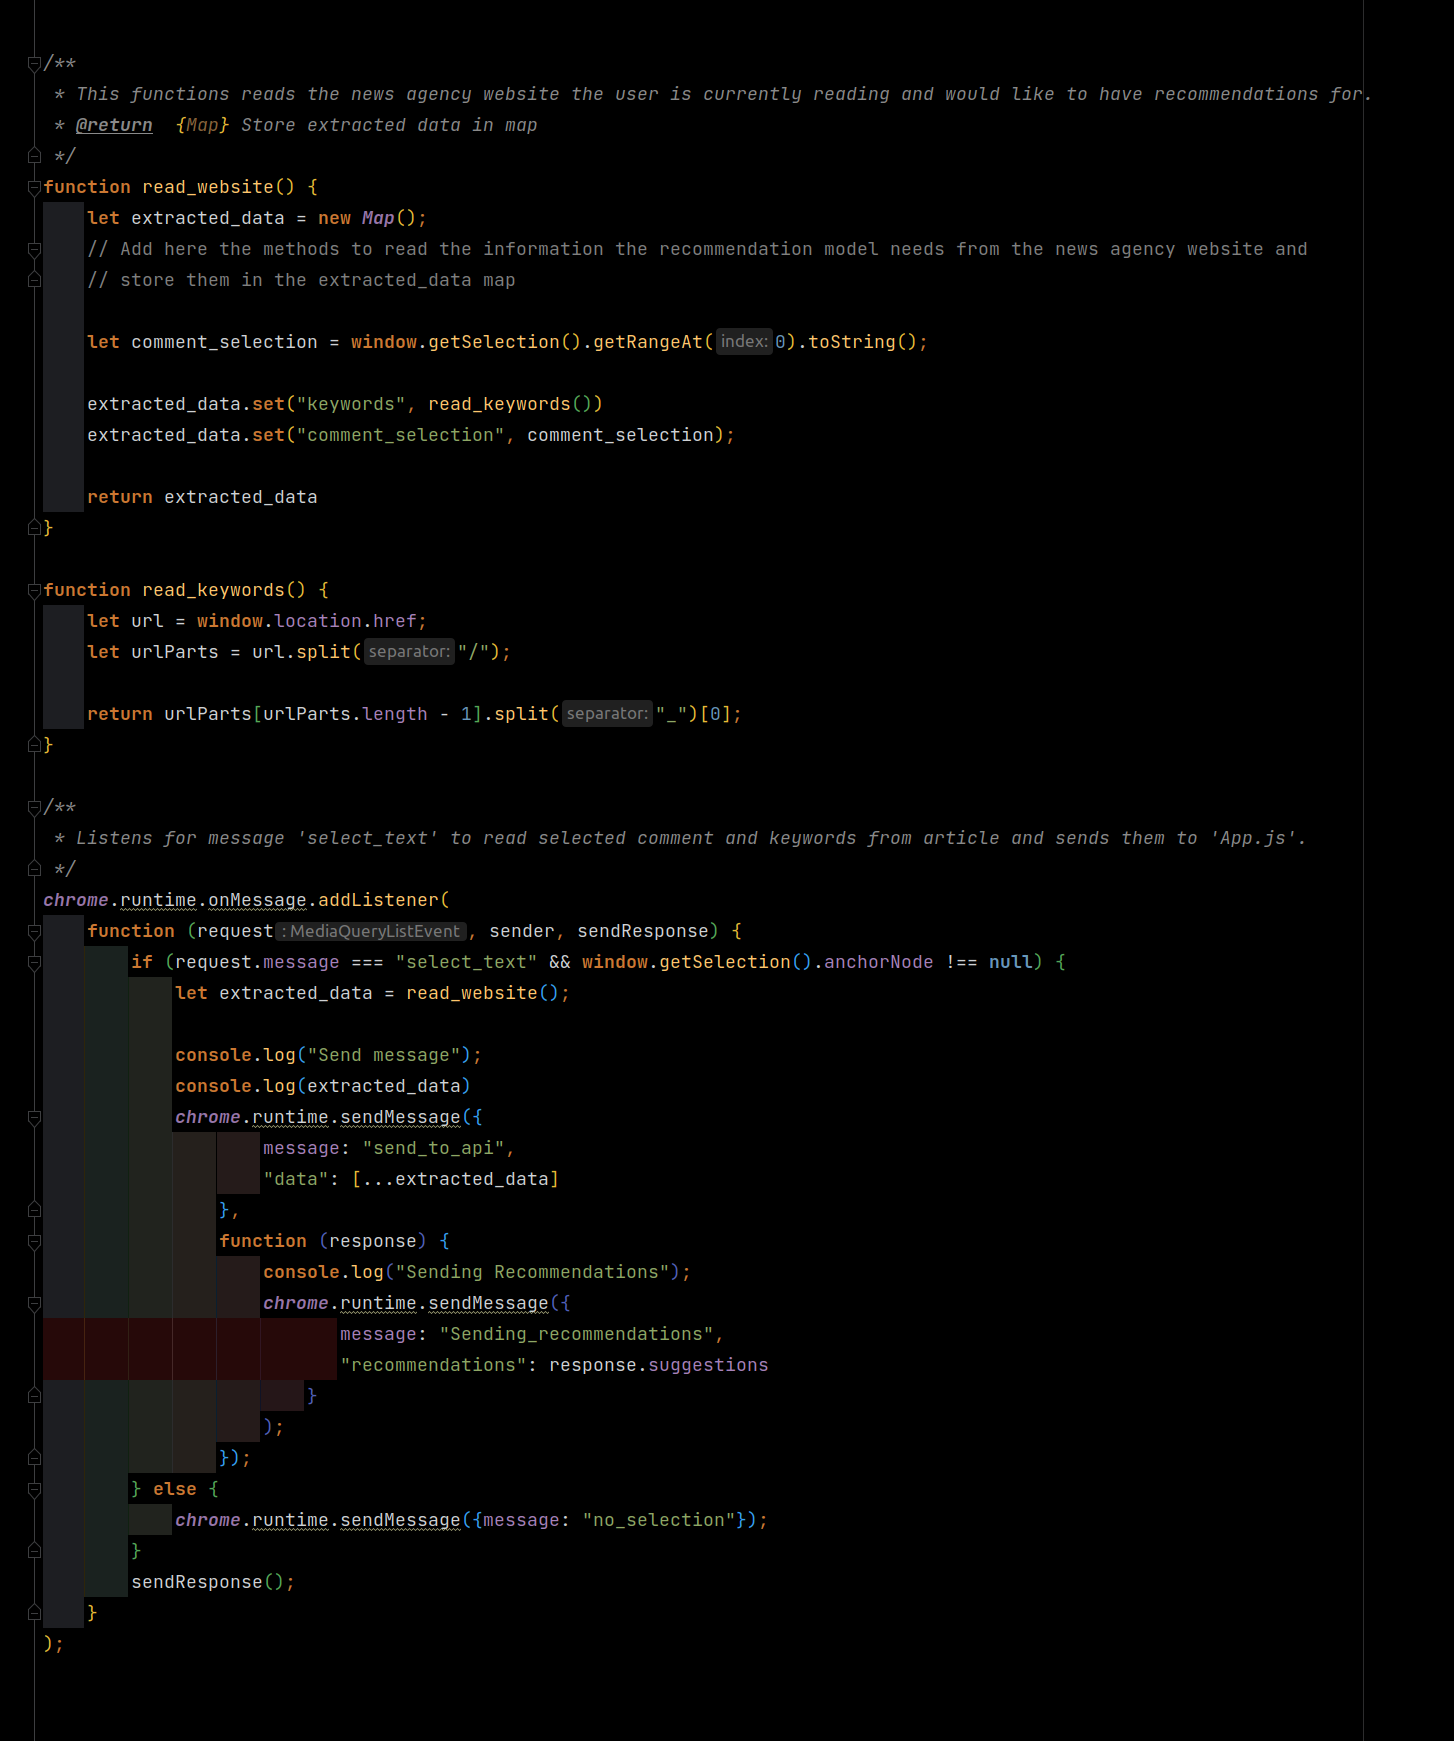 /**
 * This functions reads the news agency website the user is currently reading and would like to have recommendations for.
 * @return  {Map} Store extracted data in map
 */
function read_website() {
    let extracted_data = new Map();
    // Add here the methods to read the information the recommendation model needs from the news agency website and
    // store them in the extracted_data map

    let comment_selection = window.getSelection().getRangeAt( index: 0).toString();

    extracted_data.set("keywords", read_keywords())
    extracted_data.set("comment_selection", comment_selection);

    return extracted_data
}

function read_keywords() {
    let url = window.location.href;
    let urlParts = url.split( separator: "/");

    return urlParts[urlParts.length - 1].split( separator: "_")[0];
}

/**
 * Listens for message 'select_text' to read selected comment and keywords from article and sends them to 'App.js'.
 */
chrome.runtime.onMessage.addListener(
    function (request : MediaQueryListEvent , sender, sendResponse) {
        if (request.message === "select_text" && window.getSelection().anchorNode !== null) {
            let extracted_data = read_website();

            console.log("Send message");
            console.log(extracted_data)
            chrome.runtime.sendMessage({
                    message: "send_to_api",
                    "data": [...extracted_data]
                },
                function (response) {
                    console.log("Sending Recommendations");
                    chrome.runtime.sendMessage({
                           message: "Sending_recommendations",
                           "recommendations": response.suggestions
                        }
                    );
                });
        } else {
            chrome.runtime.sendMessage({message: "no_selection"});
        }
        sendResponse();
    }
);